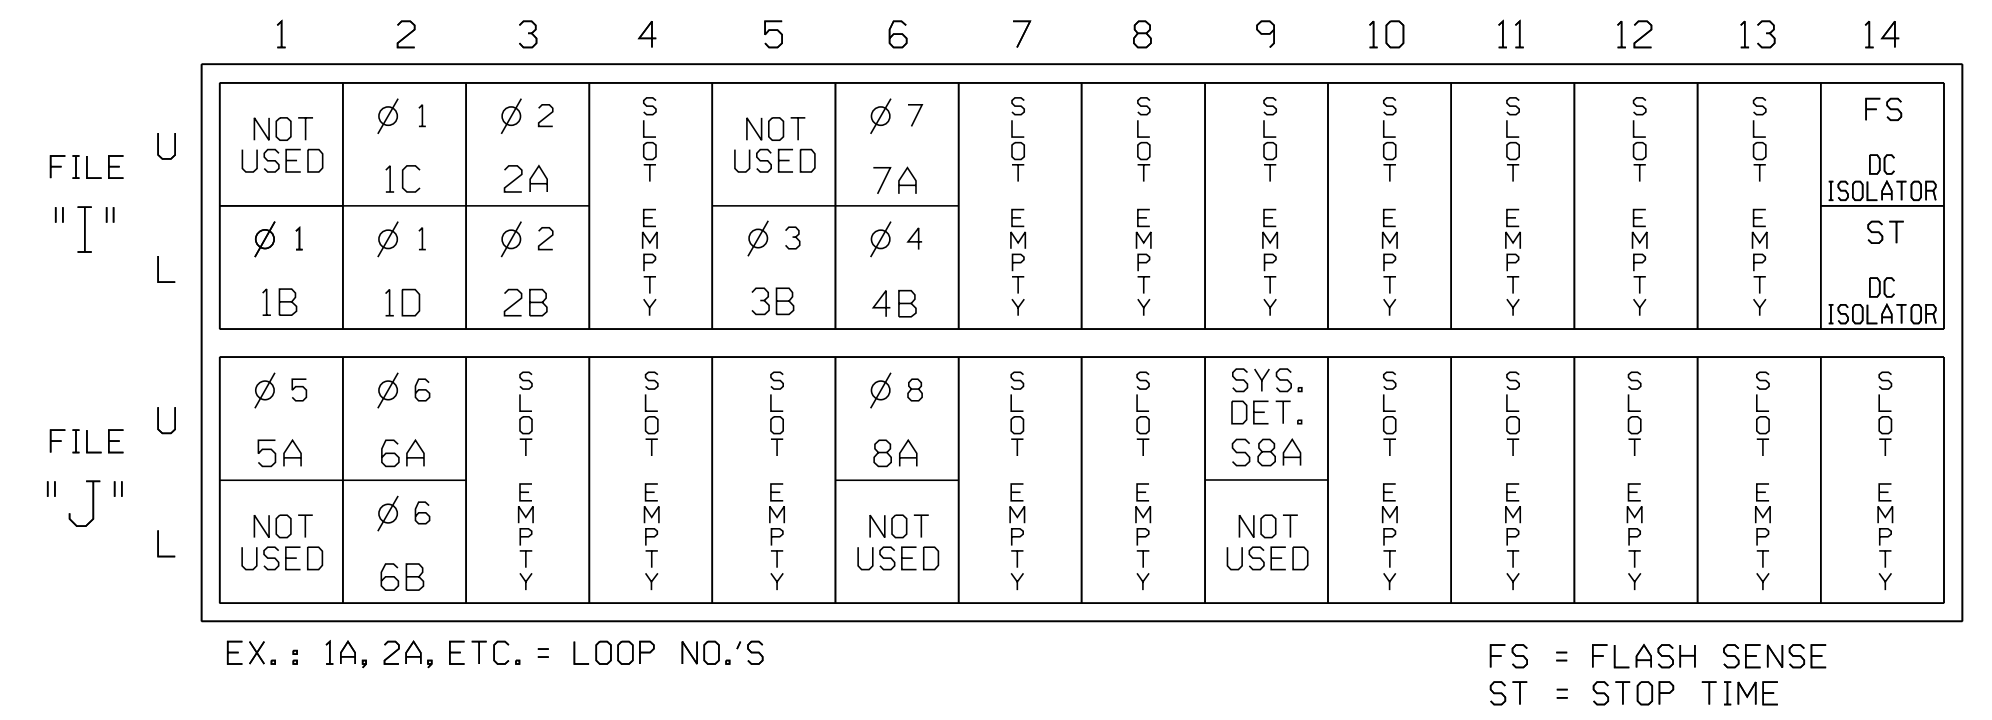 1 2 3 4 5 6 7 8 9 10 11 12 13 14
FILE
"I"
U
L
NOT
USED
Ø 1
1B
Ø 1
1C
Ø 1
1D
Ø 2
2A
Ø 2
2B
SLOT EMPTY
NOT
USED
Ø 3
3B
Ø 7
7A
Ø 4
4B
SLOT EMPTY
SLOT EMPTY
SLOT EMPTY
SLOT EMPTY
SLOT EMPTY
SLOT EMPTY
SLOT EMPTY
FS
DC
ISOLATOR
ST
DC
ISOLATOR
FILE
"J"
U
L
Ø 5
5A
NOT
USED
Ø 6
6A
Ø 6
6B
SLOT EMPTY
SLOT EMPTY
SLOT EMPTY
Ø 8
8A
NOT
USED
SLOT EMPTY
SLOT EMPTY
SYS.
DET.
S8A
NOT
USED
SLOT EMPTY
SLOT EMPTY
SLOT EMPTY
SLOT EMPTY
SLOT EMPTY
EX.: 1A, 2A, ETC. = LOOP NO.'S
FS = FLASH SENSE
ST = STOP TIME